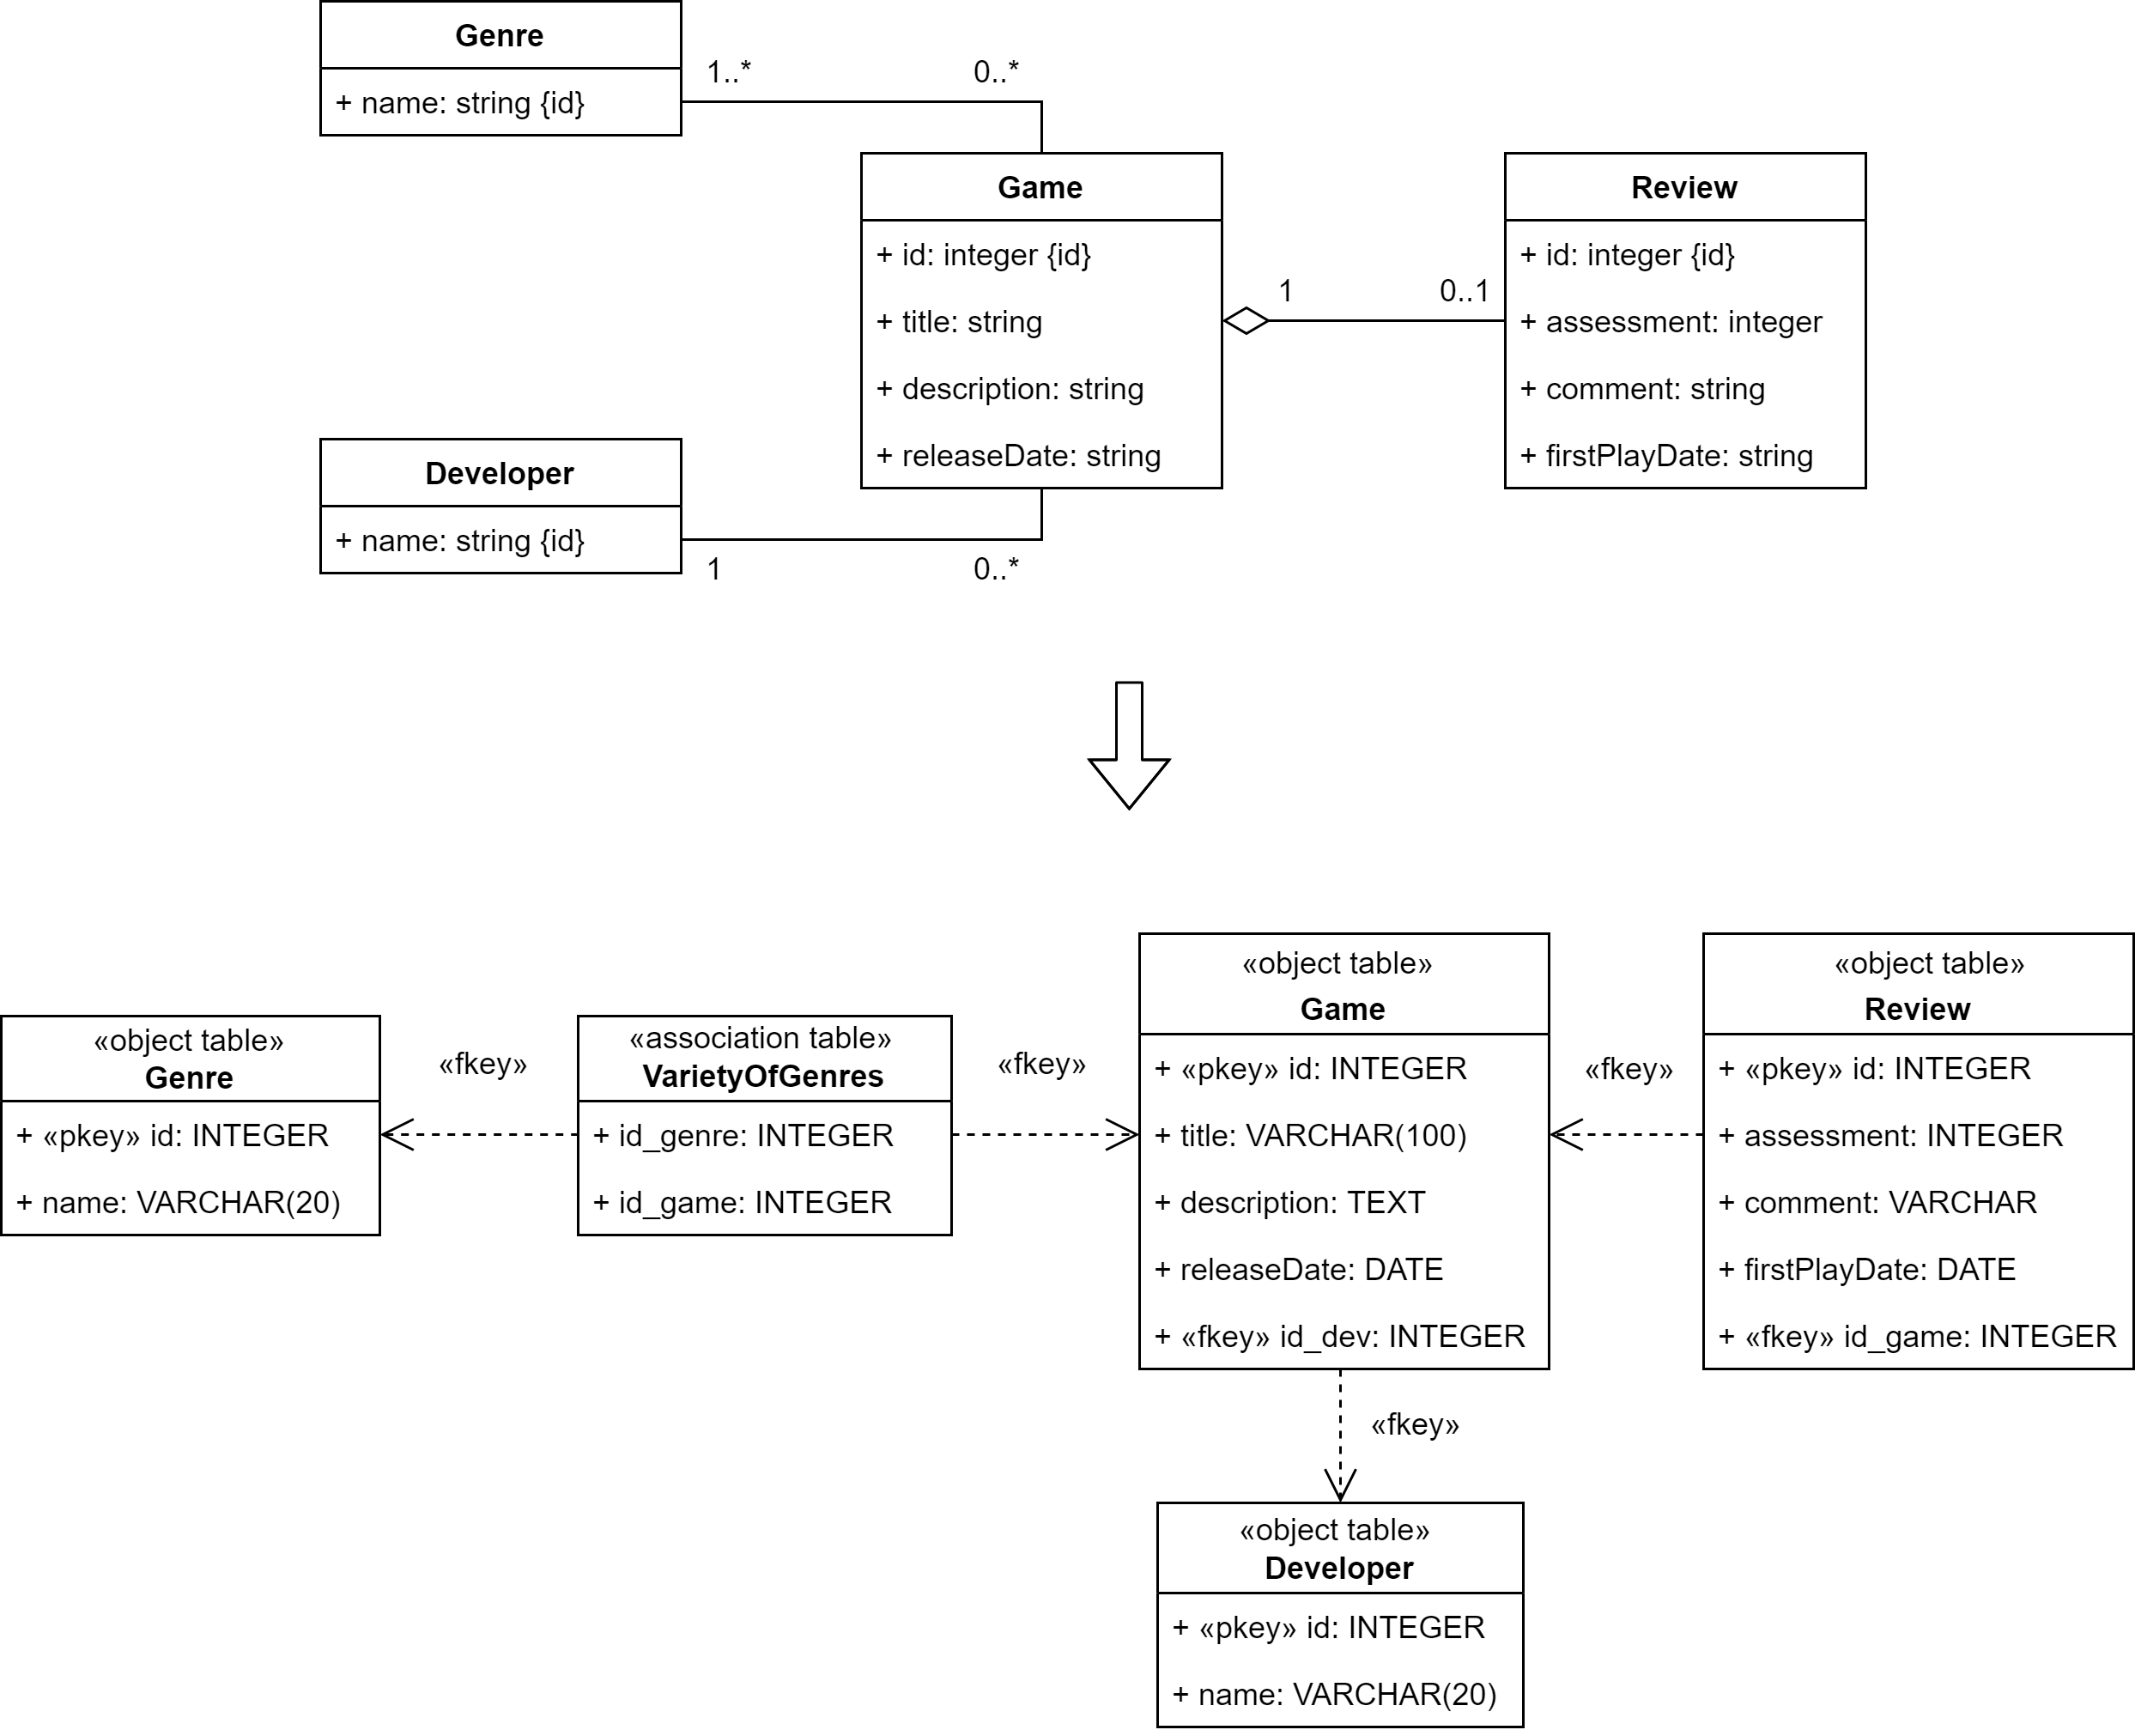 Genre
+ name: string {id}
1..*
0..*
Game
+ id: integer {id}
+ title: string
+ description: string
+ releaseDate: string
1
0..1
Review
+ id: integer {id}
+ assessment: integer
+ comment: string
+ firstPlayDate: string
Developer
+ name: string {id}
1
0..*
«object table»
Genre
+ «pkey» id: INTEGER
+ name: VARCHAR(20)
«fkey»
«association table»
VarietyOfGenres
+ id_genre: INTEGER
+ id_game: INTEGER
«fkey»
«object table»
Game
+ «pkey» id: INTEGER
+ title: VARCHAR(100)
+ description: TEXT
+ releaseDate: DATE
+ «fkey» id_dev: INTEGER
«fkey»
«object table»
Review
+ «pkey» id: INTEGER
+ assessment: INTEGER
+ comment: VARCHAR
+ firstPlayDate: DATE
+ «fkey» id_game: INTEGER
«fkey»
«object table»
Developer
+ «pkey» id: INTEGER
+ name: VARCHAR(20)